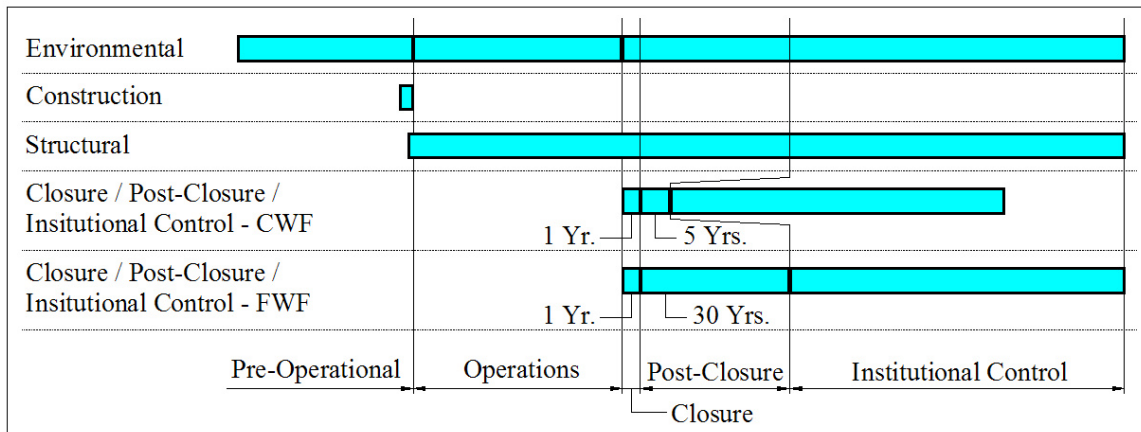 Environmental
Construction
Structural
Closure / Post-Closure /
Insitutional Control - CWF
1 Yr.
5 Yrs.
Closure / Post-Closure /
Insitutional Control - FWF
1 Yr.
30 Yrs.
Pre-Operational
Operations
Post-Closure
Institutional Control
Closure